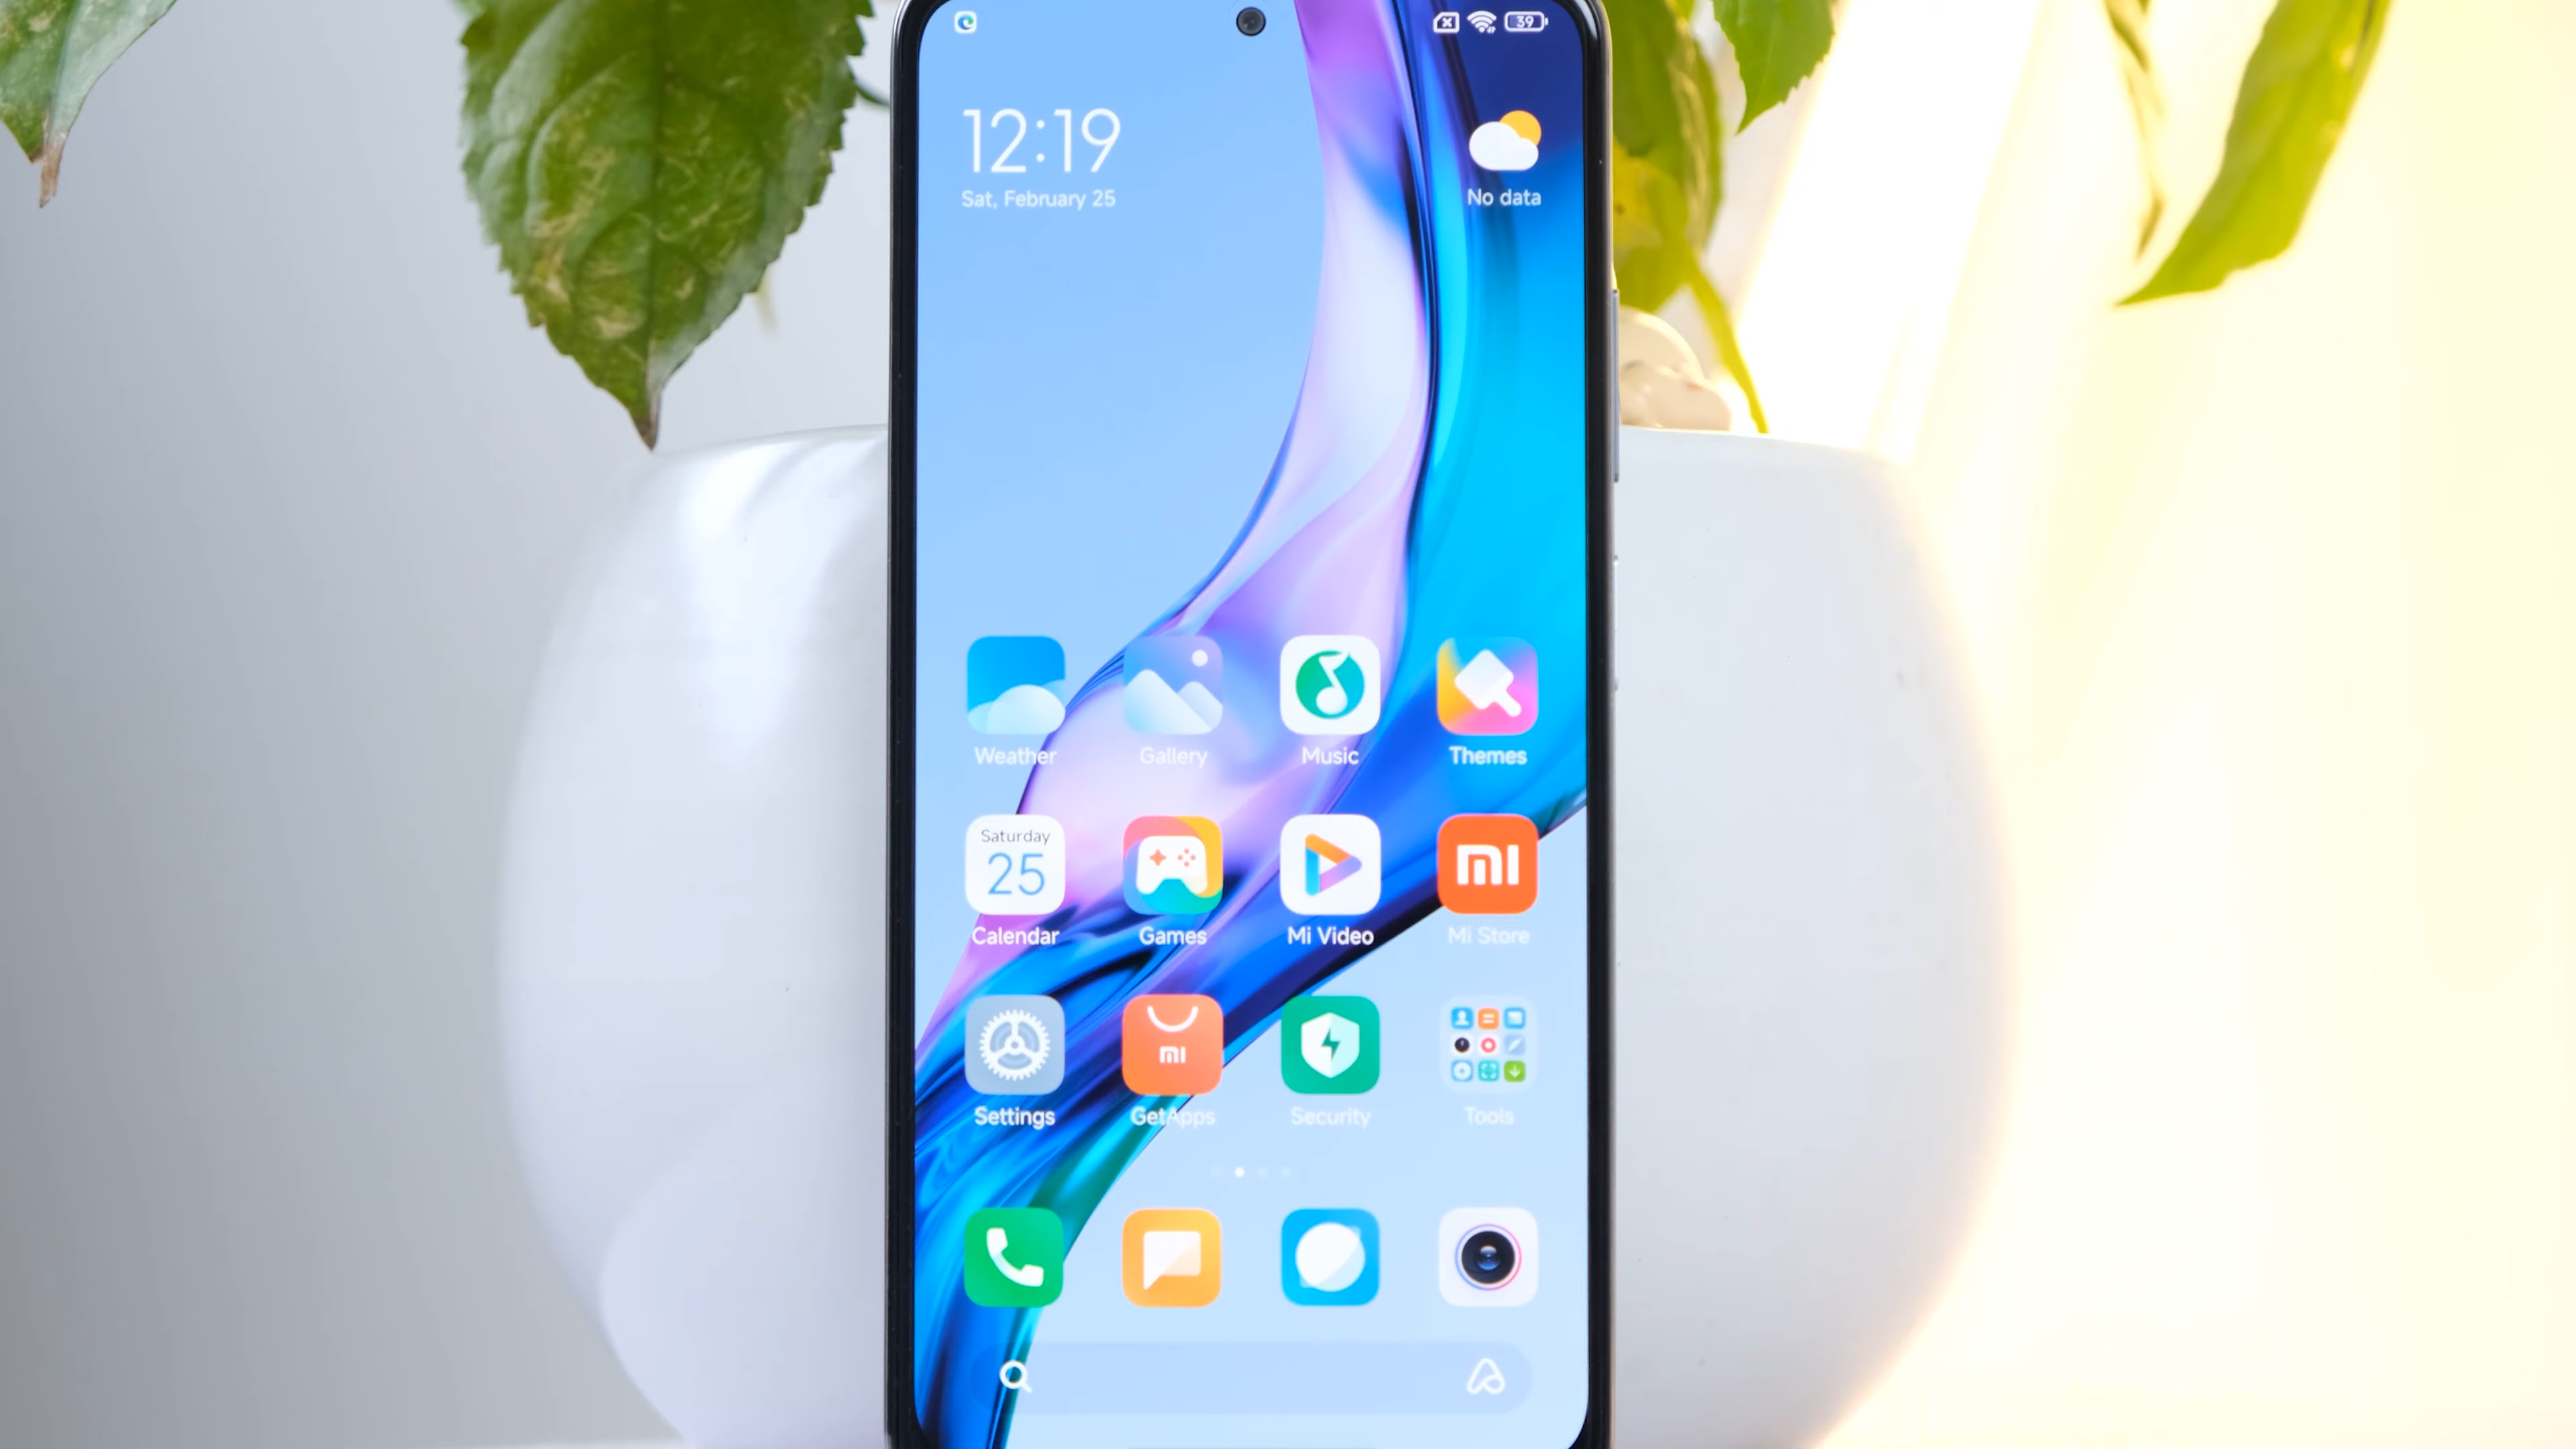 39
12:19
Sat, February 25
No data
Weather
Gallery
Music
Themes
Saturday
25
mi
Calendar
Games
Mi Video
Mi Store
mi
Settings
GetApps
Security
Tools